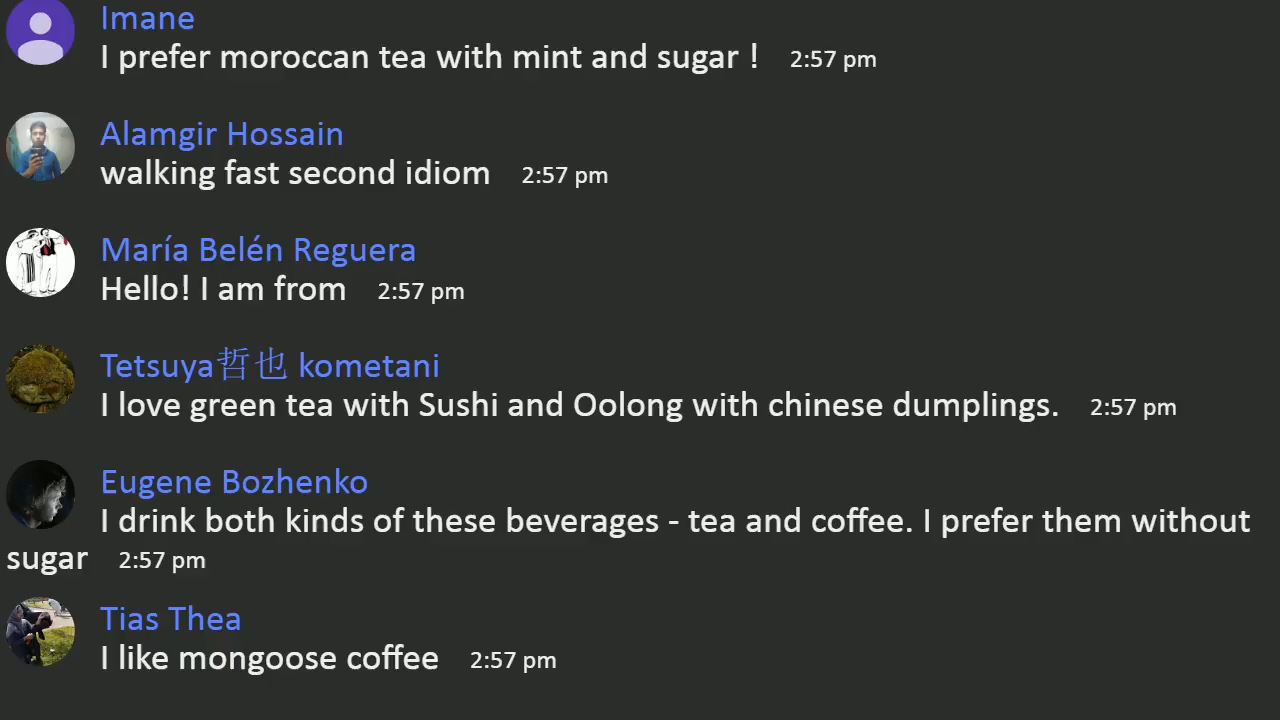 Imane
I prefer moroccan tea with mint and sugar ! 2:57 pm
Alamgir Hossain
walking fast second idiom 2:57 pm
María Belén Reguera
Hello! I am from 2:57 pm
Tetsuya哲也 kometani
I love green tea with Sushi and Oolong with chinese dumplings. 2:57 pm
Eugene Bozhenko
I drink both kinds of these beverages - tea and coffee. I prefer them without
sugar 2:57 pm
Tias Thea
I like mongoose coffee 2:57 pm